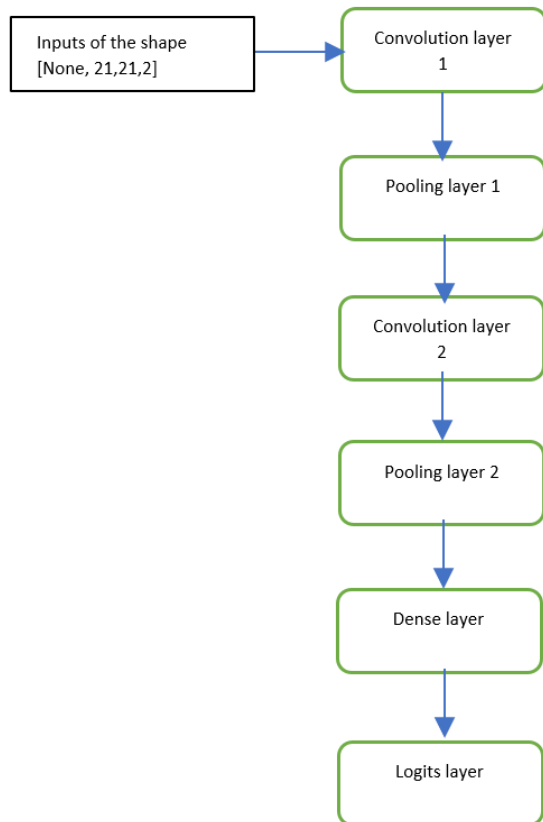 Inputs of the shape
[None, 21,21,2]
Convolution layer
1
Pooling layer 1
Convolution layer
2
Pooling layer 2
Dense layer
Logits layer